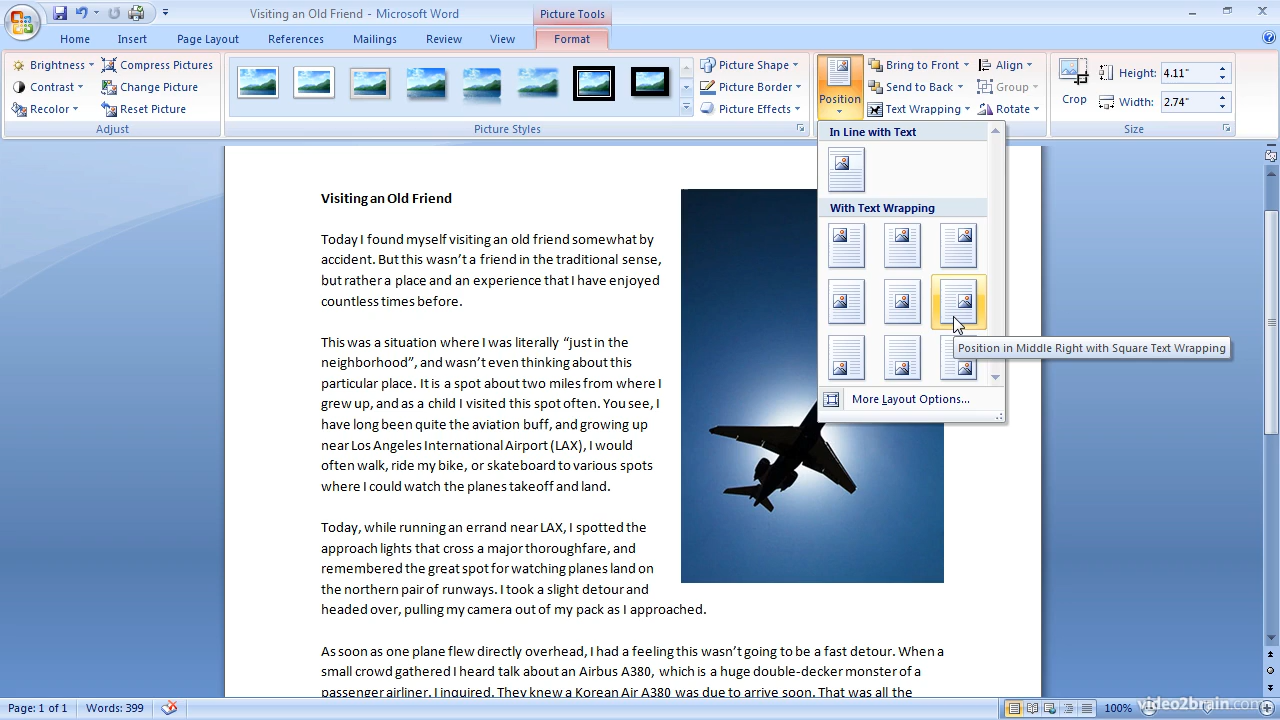 Visiting an Old Friend - Microsoft Word
Picture Tools
Home
Insert
Page Layout
References
Mailings
Review
View
Format
Brightness
Contrast
Recolor
Compress Pictures
Change Picture
Reset Picture
Adjust
Picture Styles
Picture Shape
Picture Border
Picture Effects
Position
Bring to Front
Send to Back
Text Wrapping
Align
Group
Rotate
Crop
Height: 4.11"
Width: 2.74"
Size
In Line with Text
With Text Wrapping
Position in Middle Right with Square Text Wrapping
More Layout Options...
Visiting an Old Friend
Today I found myself visiting an old friend somewhat by
accident. But this wasn't a friend in the traditional sense,
but rather a place and an experience that I have enjoyed
countless times before.
This was a situation where I was literally “just in the
neighborhood”, and wasn't even thinking about this
particular place. It is a spot about two miles from where I
grew up, and as a child I visited this spot often. You see, I
have long been quite the aviation buff, and growing up
near Los Angeles International Airport (LAX), I would
often walk, ride my bike, or skateboard to various spots
where I could watch the planes takeoff and land.
Today, while running an errand near LAX, I spotted the
approach lights that cross a major thoroughfare, and
remembered the great spot for watching planes land on
the northern pair of runways. I took a slight detour and
headed over, pulling my camera out of my pack as I approached.
As soon as one plane flew directly overhead, I had a feeling this wasn't going to be a fast detour. When a
small crowd gathered I heard talk about an Airbus A380, which is a huge double-decker monster of a
passenger airliner. I inquired. They knew a Korean Air A380 was due to arrive soon. That was all the
Page: 1 of 1
Words: 399
100%
video2brain.com